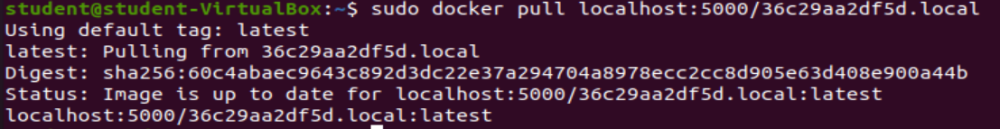 student@student-VirtualBox:~$ sudo docker pull localhost:5000/36c29aa2df5d.local
Using default tag: latest
latest: Pulling from 36c29aa2df5d.local
Digest: sha256:60c4abaec9643c892d3dc22e37a294704a8978ecc2cc8d905e63d408e900a44b
Status: Image is up to date for localhost:5000/36c29aa2df5d.local:latest
localhost:5000/36c29aa2df5d.local:latest